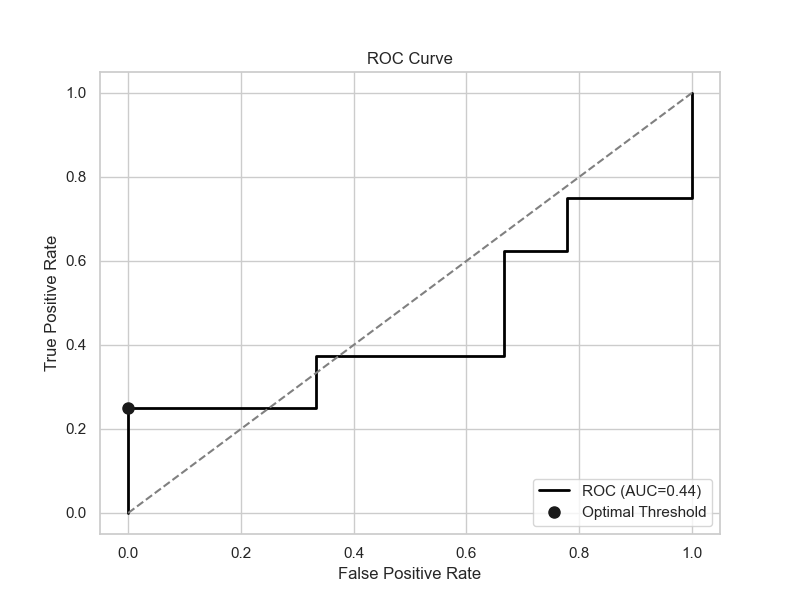 ROC Curve
1.0
0.8
0.6
0.4
0.2
0.0
True Positive Rate
0.0 0.2 0.4 0.6 0.8 1.0
False Positive Rate
ROC (AUC=0.44)
Optimal Threshold